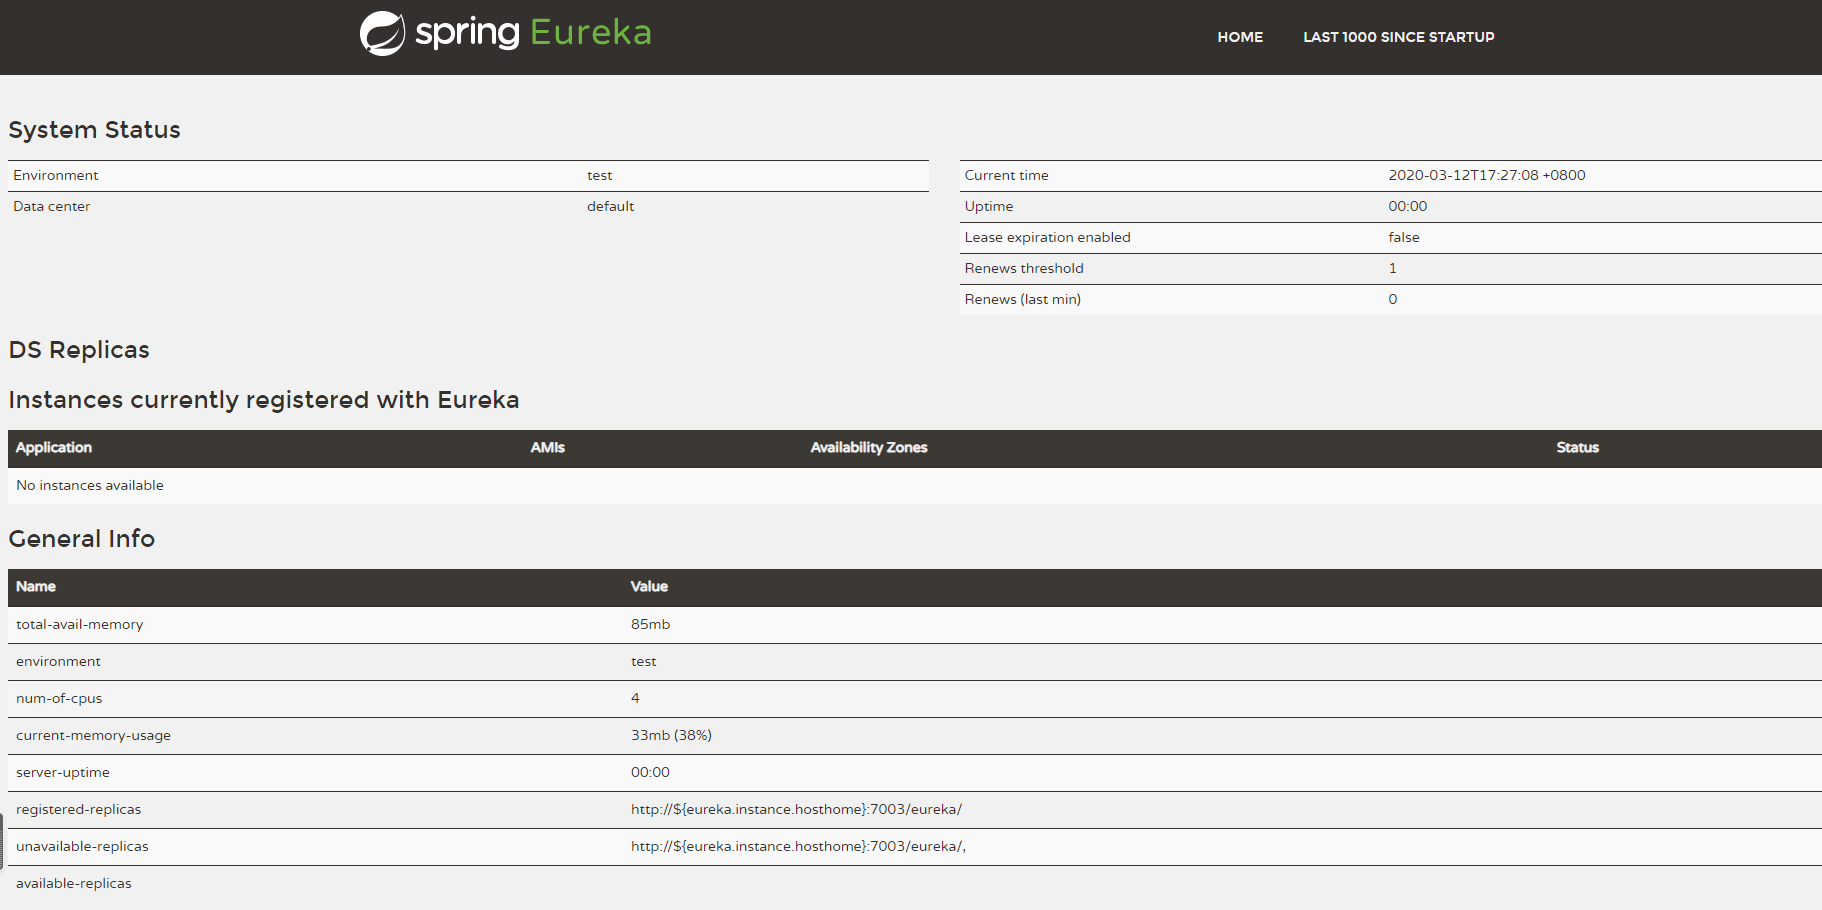 spring Eureka HOME LAST 1000 SINCE STARTUP
System Status
Environment test
Data center default
Current time 2020-03-12T17:27:08 +0800
Uptime 00:00
Lease expiration enabled false
Renews threshold 1
Renews (last min) 0
DS Replicas
Instances currently registered with Eureka
Application AMIs Availability Zones Status
No instances available
General Info
Name Value
total-avail-memory 85mb
environment test
num-of-cpus 4
current-memory-usage 33mb (38%)
server-uptime 00:00
registered-replicas http://${eureka.instance.hosthome}:7003/eureka/
unavailable-replicas http://${eureka.instance.hosthome}:7003/eureka/,
available-replicas